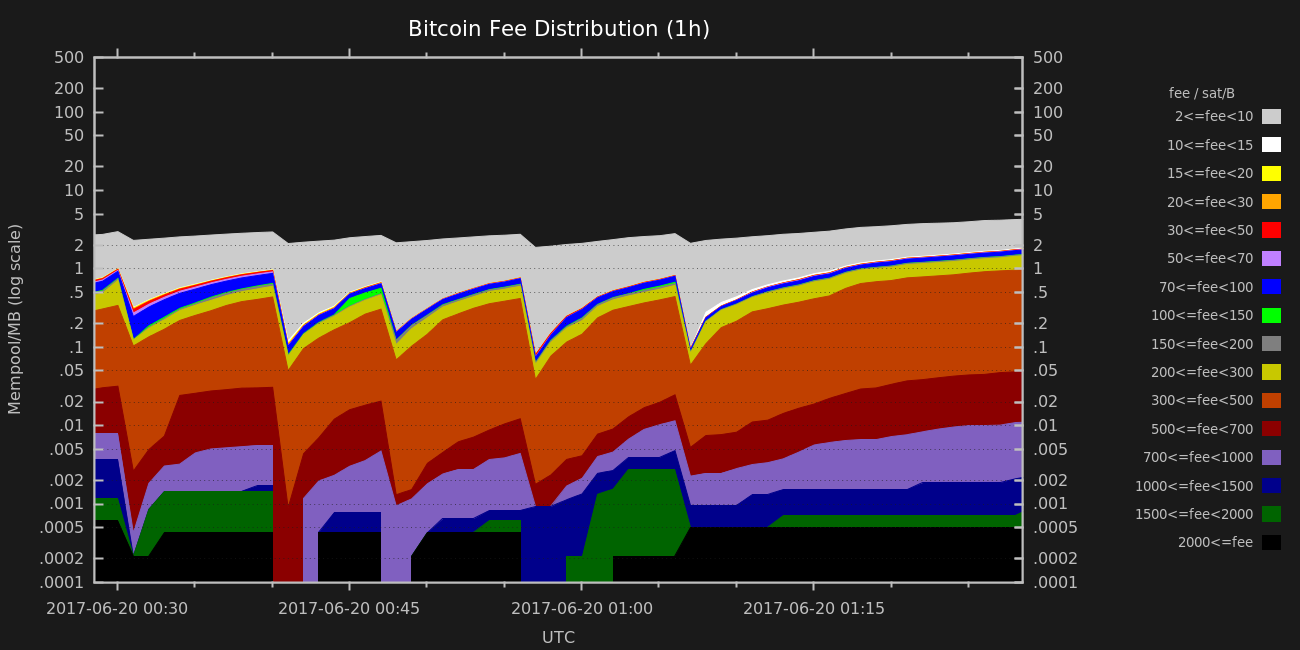 Bitcoin Fee Distribution (1h)
Mempool/MB (log scale)
500
200
100
50
20
10
5
2
1
.5
.2
.1
.05
.02
.01
.005
.002
.001
.0005
.0002
.0001
500
200
100
50
20
10
5
2
1
.5
.2
.1
.05
.02
.01
.005
.002
.001
.0005
.0002
.0001
2017-06-20 00:30
2017-06-20 00:45
2017-06-20 01:00
2017-06-20 01:15
UTC
fee / sat/B
2<=fee<10
10<=fee<15
15<=fee<20
20<=fee<30
30<=fee<50
50<=fee<70
70<=fee<100
100<=fee<150
150<=fee<200
200<=fee<300
300<=fee<500
500<=fee<700
700<=fee<1000
1000<=fee<1500
1500<=fee<2000
2000<=fee